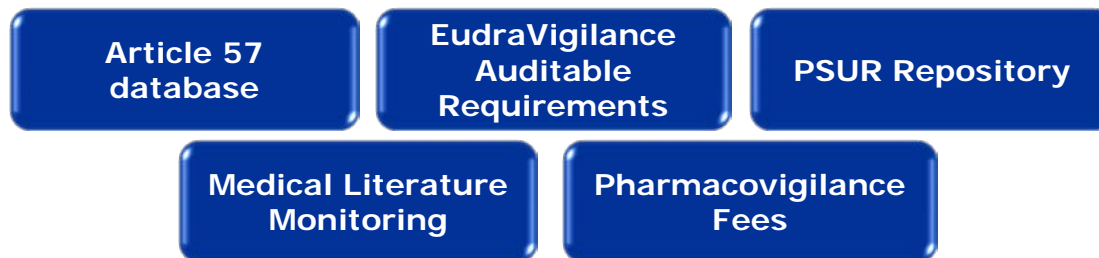 Article 57
database
EudraVigilance
Auditable
Requirements
PSUR Repository
Medical Literature
Monitoring
Pharmacovigilance
Fees